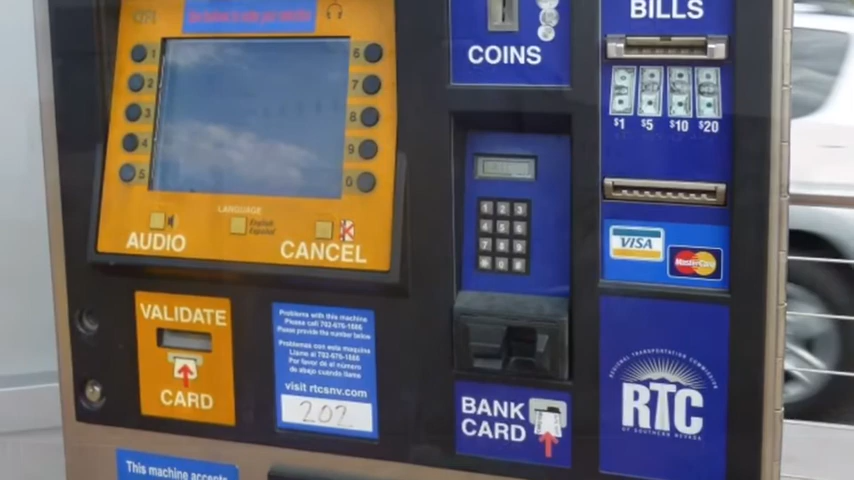 COINS
BILLS
$1 $5 $10 $20
1 6
2 7
3 8
4 9
5 0
LANGUAGE
English
Español
AUDIO
CANCEL
1 2 3
4 5 6
7 8 9
VISA
MasterCard
VALIDATE
CARD
Problems with this machine
Please call 702-676-1886
Please provide the number below
Problemas con esta maquina
Llame al 702-676-1886
Por favor dé el número
de abajo cuando llame
visit rtcsnv.com
202
BANK
CARD
REGIONAL TRANSPORTATION COMMISSION
RTC
OF SOUTHERN NEVADA
This machine accepts